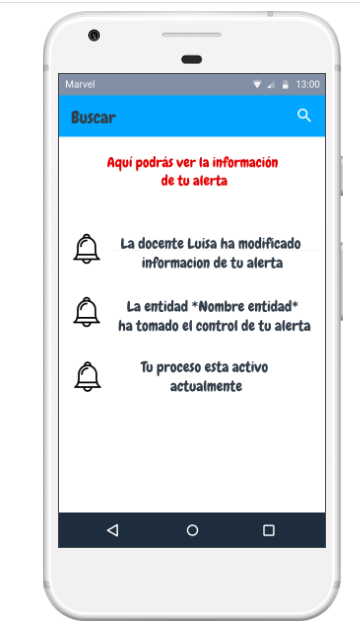 Marvel 13:00
Buscar
Aquí podrás ver la información
de tu alerta
La docente Luisa ha modificado
informacion de tu alerta
La entidad *Nombre entidad*
ha tomado el control de tu alerta
Tu proceso esta activo
actualmente